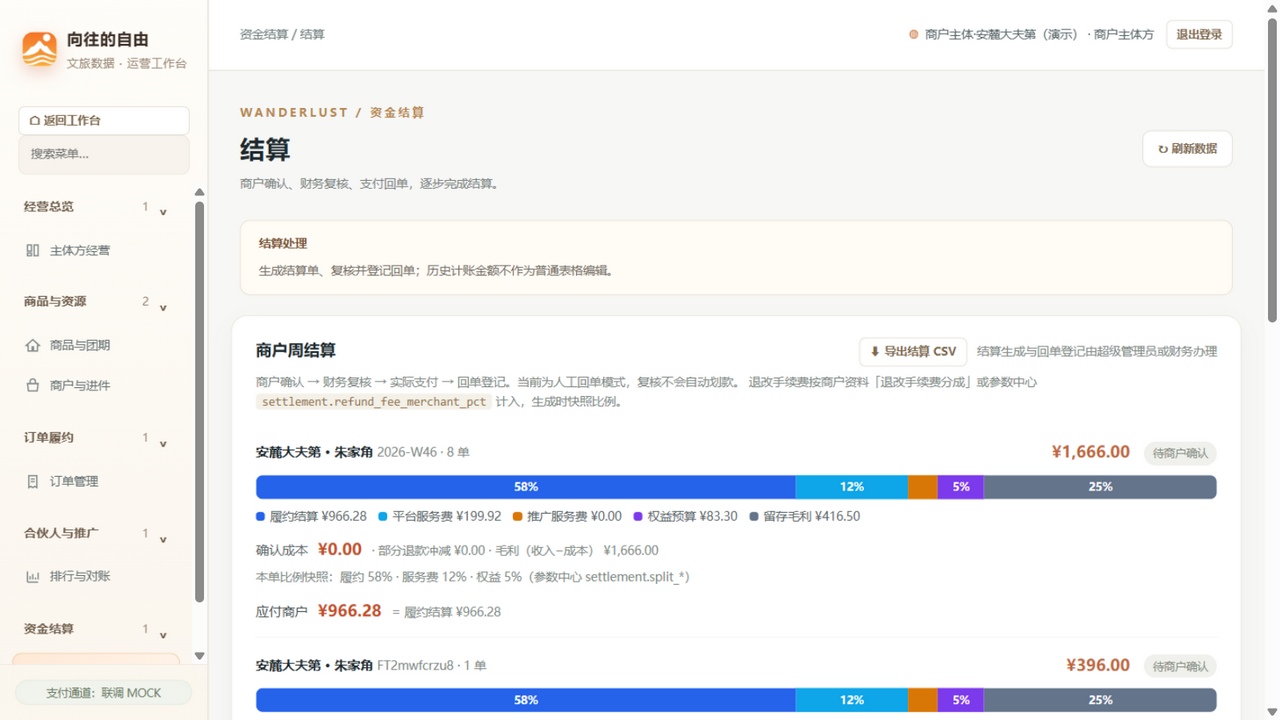 向往的自由
文旅数据 · 运营工作台
返回工作台
搜索菜单...
经营总览 1
主体方经营
商品与资源 2
商品与团期
商户与进件
订单履约 1
订单管理
合伙人与推广 1
排行与对账
资金结算 1
支付通道：联调 MOCK
资金结算 / 结算
商户主体·安麓大夫第（演示） · 商户主体方
退出登录
WANDERLUST / 资金结算
结算
商户确认、财务复核、支付回单，逐步完成结算。
↻ 刷新数据
结算处理
生成结算单、复核并登记回单；历史计账金额不作为普通表格编辑。
商户周结算
⬇ 导出结算 CSV
结算生成与回单登记由超级管理员或财务办理
商户确认 → 财务复核 → 实际支付 → 回单登记。当前为人工回单模式，复核不会自动划款。 退改手续费按商户资料「退改手续费分成」或参数中心
settlement.refund_fee_merchant_pct 计入，生成时快照比例。
安麓大夫第 • 朱家角 2026-W46 · 8 单
¥1,666.00 待商户确认
58% 12% 5% 25%
履约结算 ¥966.28 平台服务费 ¥199.92 推广服务费 ¥0.00 权益预算 ¥83.30 留存毛利 ¥416.50
确认成本 ¥0.00 · 部分退款冲减 ¥0.00 · 毛利（收入−成本） ¥1,666.00
本单比例快照：履约 58% · 服务费 12% · 权益 5%（参数中心 settlement.split_*）
应付商户 ¥966.28 = 履约结算 ¥966.28
安麓大夫第 • 朱家角 FT2mwfcrzu8 · 1 单
¥396.00 待商户确认
58% 12% 5% 25%